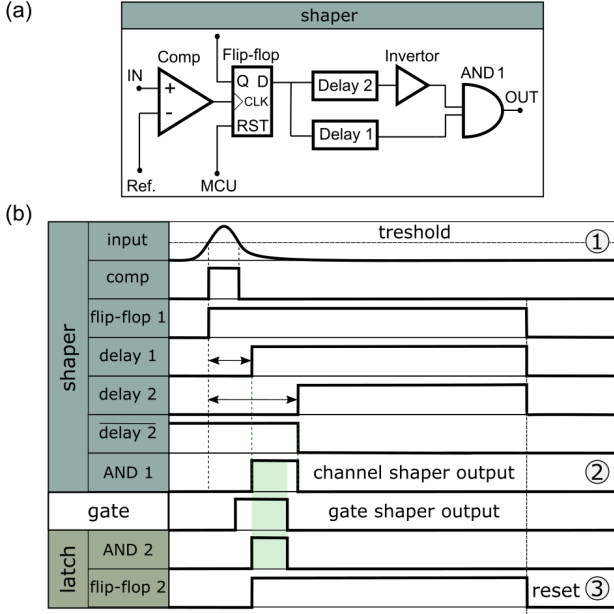 (a)
shaper
Comp
Flip-flop
Invertor
AND 1
IN
+
-
Q D
CLK
RST
Delay 2
Delay 1
OUT
Ref.
MCU
(b)
shaper
input
treshold
①
comp
flip-flop 1
delay 1
delay 2
delay 2
AND 1
channel shaper output
②
gate
gate shaper output
latch
AND 2
flip-flop 2
reset ③